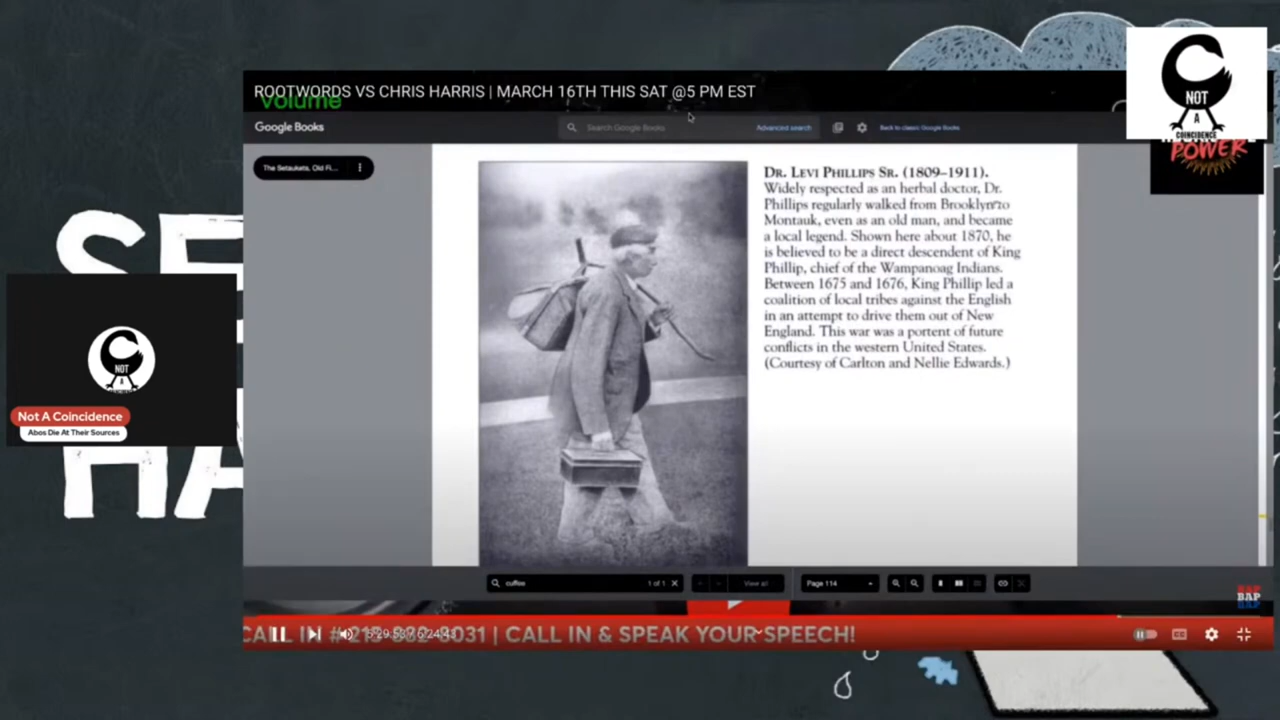 ROOTWORDS VS CHRIS HARRIS | MARCH 16TH THIS SAT @5 PM EST
volume
NOT
A
COINCIDENCE
POWER
Google Books
Search Google Books
Advanced search
Back to classic Google Books
The Setaukets, Old Fi...
DR. LEVI PHILLIPS SR. (1809–1911).
Widely respected as an herbal doctor, Dr.
Phillips regularly walked from Brooklyn to
Montauk, even as an old man, and became
a local legend. Shown here about 1870, he
is believed to be a direct descendent of King
Phillip, chief of the Wampanoag Indians.
Between 1675 and 1676, King Phillip led a
coalition of local tribes against the English
in an attempt to drive them out of New
England. This war was a portent of future
conflicts in the western United States.
(Courtesy of Carlton and Nellie Edwards.)
NOT
A
Not A Coincidence
Abos Die At Their Sources
cuffee
1 of 1
View all
Page 114
BAP
CALL IN #
031 | CALL IN & SPEAK YOUR SPEECH!